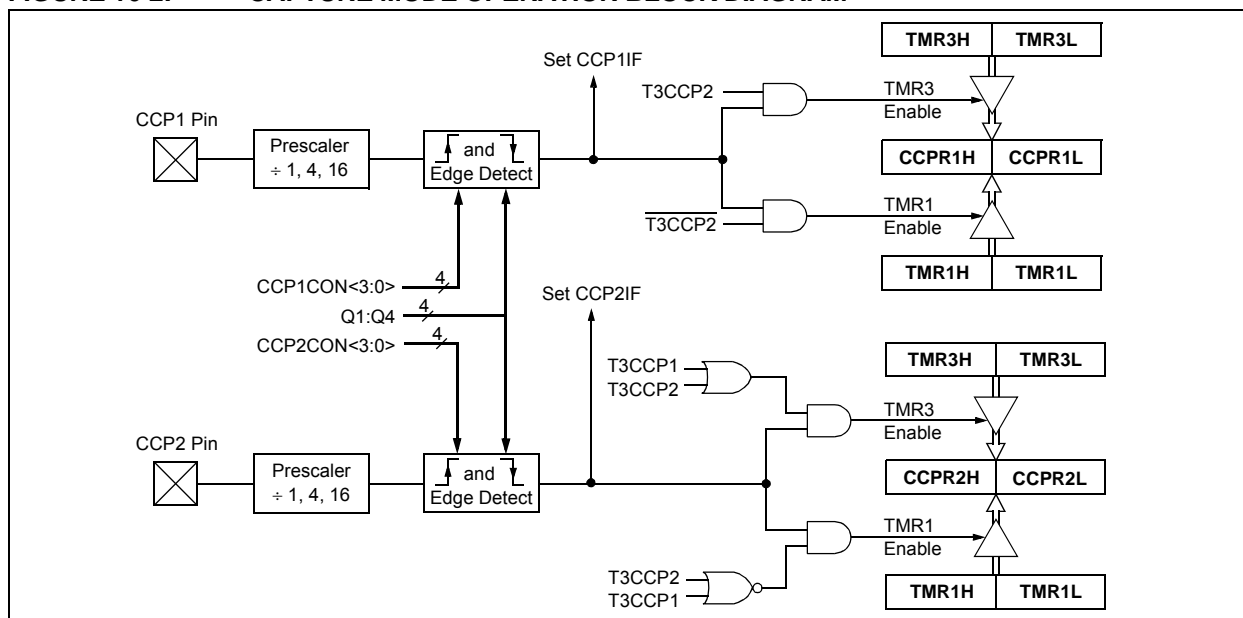 Set CCP1IF
TMR3H TMR3L
T3CCP2
TMR3
Enable
CCP1 Pin
Prescaler
÷ 1, 4, 16
and
Edge Detect
CCPR1H CCPR1L
T3CCP2
TMR1
Enable
TMR1H TMR1L
CCP1CON<3:0> 4
Q1:Q4 4
CCP2CON<3:0> 4
Set CCP2IF
TMR3H TMR3L
T3CCP1
T3CCP2
TMR3
Enable
CCP2 Pin
Prescaler
÷ 1, 4, 16
and
Edge Detect
CCPR2H CCPR2L
TMR1
Enable
T3CCP2
T3CCP1
TMR1H TMR1L